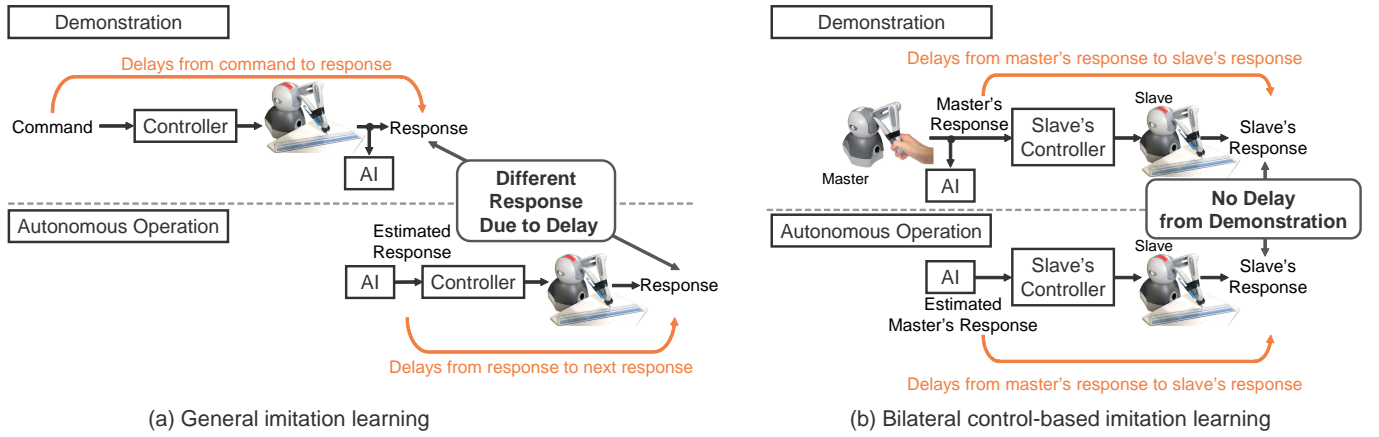 Demonstration
Delays from command to response
Command
Controller
Response
AI
Different
Response
Due to Delay
Autonomous Operation
Estimated
Response
AI
Controller
Response
Delays from response to next response
(a) General imitation learning
Demonstration
Delays from master's response to slave's response
Master
Master's
Response
AI
Slave's
Controller
Slave
Slave's
Response
No Delay
from Demonstration
Autonomous Operation
AI
Estimated
Master's Response
Slave's
Controller
Slave
Slave's
Response
Delays from master's response to slave's response
(b) Bilateral control-based imitation learning